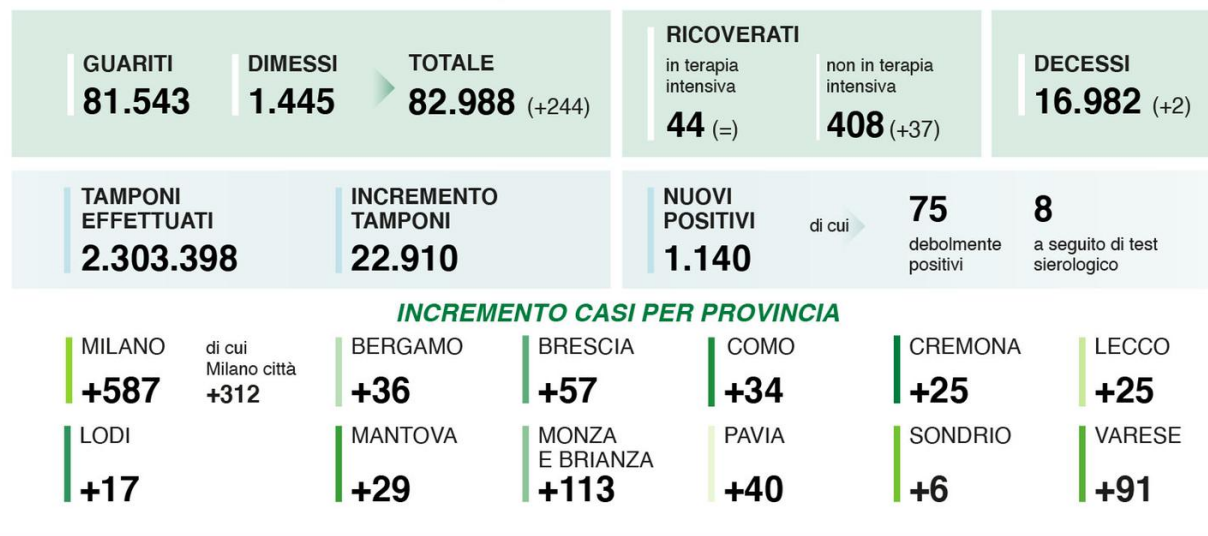 GUARITI
81.543
DIMESSI
1.445
TOTALE
82.988 (+244)
RICOVERATI
in terapia
intensiva
44 (=)
non in terapia
intensiva
408 (+37)
DECESSI
16.982 (+2)
TAMPONI
EFFETTUATI
2.303.398
INCREMENTO
TAMPONI
22.910
NUOVI
POSITIVI
1.140
di cui
75
debolmente
positivi
8
a seguito di test
sierologico
INCREMENTO CASI PER PROVINCIA
MILANO
+587
di cui
Milano città
+312
BERGAMO
+36
BRESCIA
+57
COMO
+34
CREMONA
+25
LECCO
+25
LODI
+17
MANTOVA
+29
MONZA
E BRIANZA
+113
PAVIA
+40
SONDRIO
+6
VARESE
+91